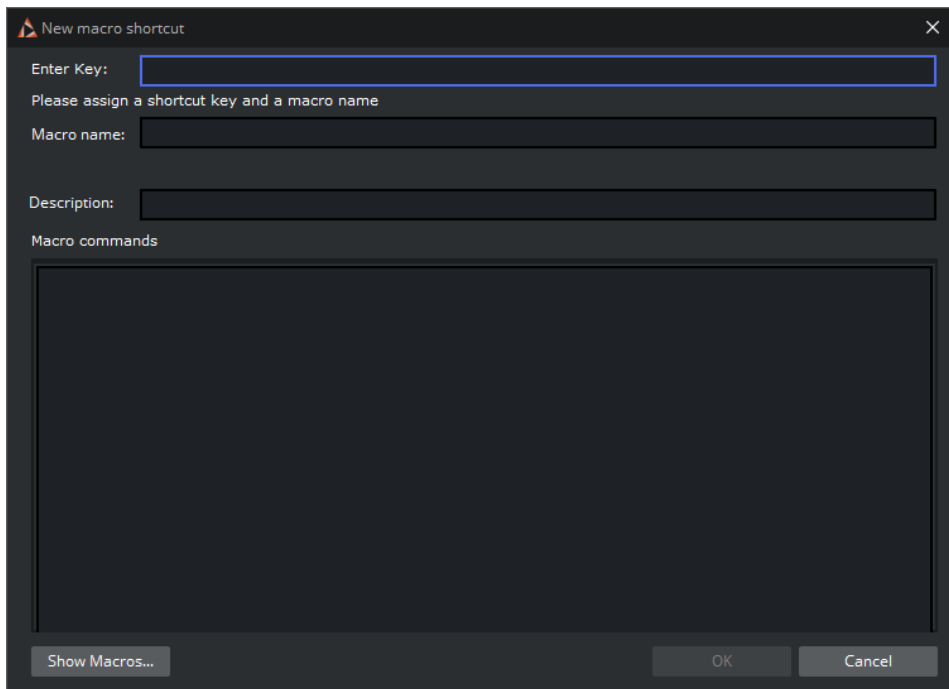 New macro shortcut
Enter Key:
Please assign a shortcut key and a macro name
Macro name:
Description:
Macro commands
Show Macros...
OK
Cancel